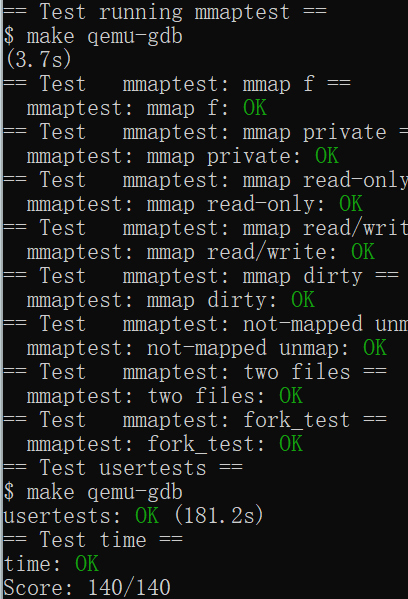 == Test running mmaptest ==
$ make qemu-gdb
(3.7s)
== Test   mmaptest: mmap f ==
  mmaptest: mmap f: OK
== Test   mmaptest: mmap private =
  mmaptest: mmap private: OK
== Test   mmaptest: mmap read-only
  mmaptest: mmap read-only: OK
== Test   mmaptest: mmap read/writ
  mmaptest: mmap read/write: OK
== Test   mmaptest: mmap dirty ==
  mmaptest: mmap dirty: OK
== Test   mmaptest: not-mapped unm
  mmaptest: not-mapped unmap: OK
== Test   mmaptest: two files ==
  mmaptest: two files: OK
== Test   mmaptest: fork_test ==
  mmaptest: fork_test: OK
== Test usertests ==
$ make qemu-gdb
usertests: OK (181.2s)
== Test time ==
time: OK
Score: 140/140